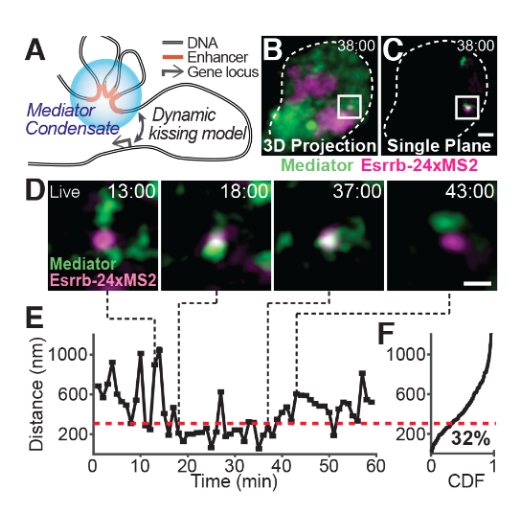 A
DNA
Enhancer
Gene locus
Mediator
Condensate
Dynamic
kissing model
B
38:00
3D Projection
C
38:00
Single Plane
Mediator Esrrb-24xMS2
D
Live
13:00
18:00
37:00
43:00
Mediator
Esrrb-24xMS2
E
Distance (nm)
1000
600
200
0
10
20
30
40
50
60
Time (min)
F
1000
600
200
32%
0
1
CDF